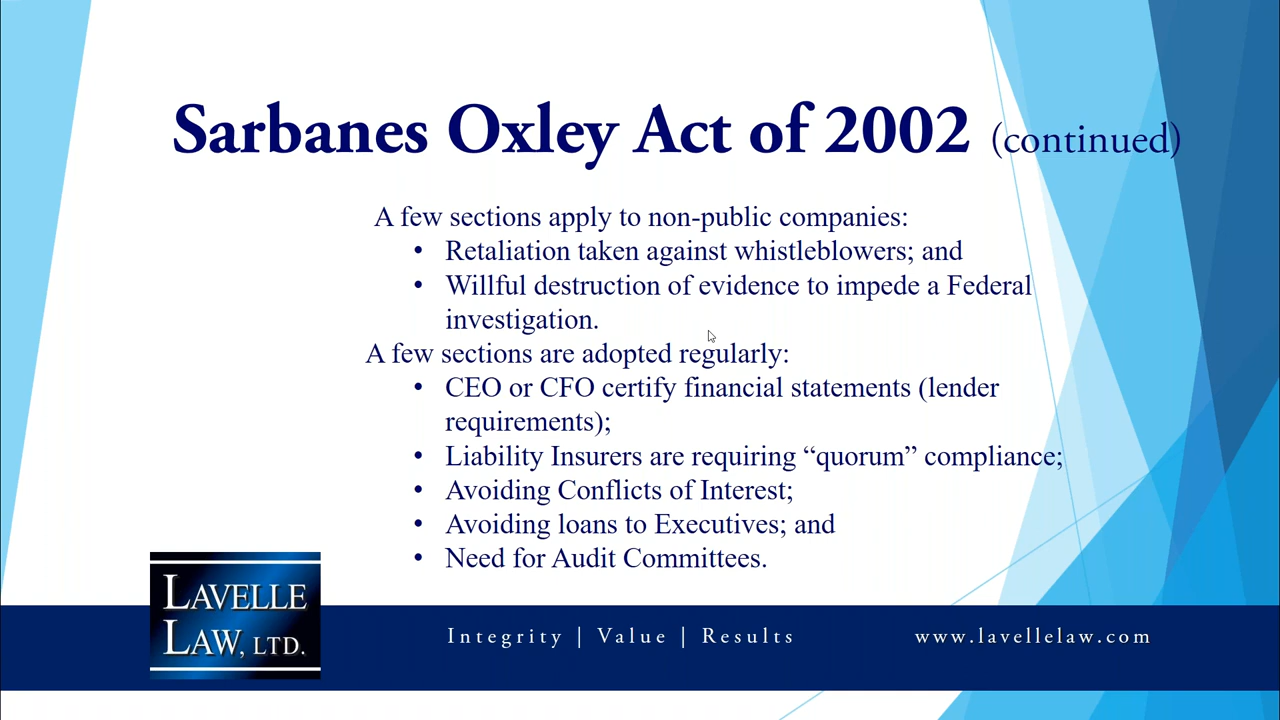 Sarbanes Oxley Act of 2002 (continued)
A few sections apply to non-public companies:
• Retaliation taken against whistleblowers; and
• Willful destruction of evidence to impede a Federal
investigation.
A few sections are adopted regularly:
• CEO or CFO certify financial statements (lender
requirements);
• Liability Insurers are requiring “quorum” compliance;
• Avoiding Conflicts of Interest;
• Avoiding loans to Executives; and
• Need for Audit Committees.
LAVELLE
LAW, LTD.
Integrity | Value | Results
www.lavellelaw.com